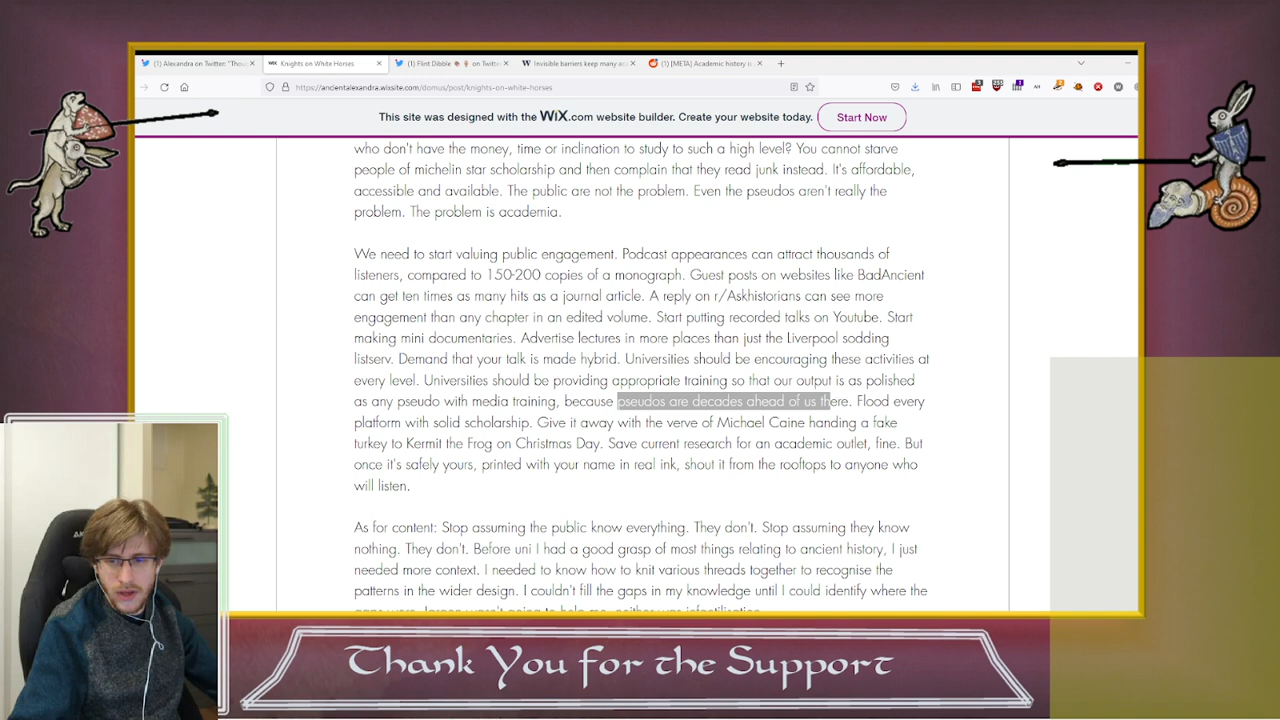 (1) Alexandra on Twitter: "Thou
WiX Knights on White Horses
(1) Flint Dibble on Twitter
W Invisible barriers keep many aca
(1) [META] Academic history is
https://ancientalexandra.wixsite.com/domus/post/knights-on-white-horses
This site was designed with the WiX.com website builder. Create your website today. Start Now
who don't have the money, time or inclination to study to such a high level? You cannot starve
people of michelin star scholarship and then complain that they read junk instead. It's affordable,
accessible and available. The public are not the problem. Even the pseudos aren't really the
problem. The problem is academia.
We need to start valuing public engagement. Podcast appearances can attract thousands of
listeners, compared to 150-200 copies of a monograph. Guest posts on websites like BadAncient
can get ten times as many hits as a journal article. A reply on r/Askhistorians can see more
engagement than any chapter in an edited volume. Start putting recorded talks on Youtube. Start
making mini documentaries. Advertise lectures in more places than just the Liverpool sodding
listserv. Demand that your talk is made hybrid. Universities should be encouraging these activities at
every level. Universities should be providing appropriate training so that our output is as polished
as any pseudo with media training, because pseudos are decades ahead of us there. Flood every
platform with solid scholarship. Give it away with the verve of Michael Caine handing a fake
turkey to Kermit the Frog on Christmas Day. Save current research for an academic outlet, fine. But
once it's safely yours, printed with your name in real ink, shout it from the rooftops to anyone who
will listen.
As for content: Stop assuming the public know everything. They don't. Stop assuming they know
nothing. They don't. Before uni I had a good grasp of most things relating to ancient history, I just
needed more context. I needed to know how to knit various threads together to recognise the
patterns in the wider design. I couldn't fill the gaps in my knowledge until I could identify where the
Thank You for the Support